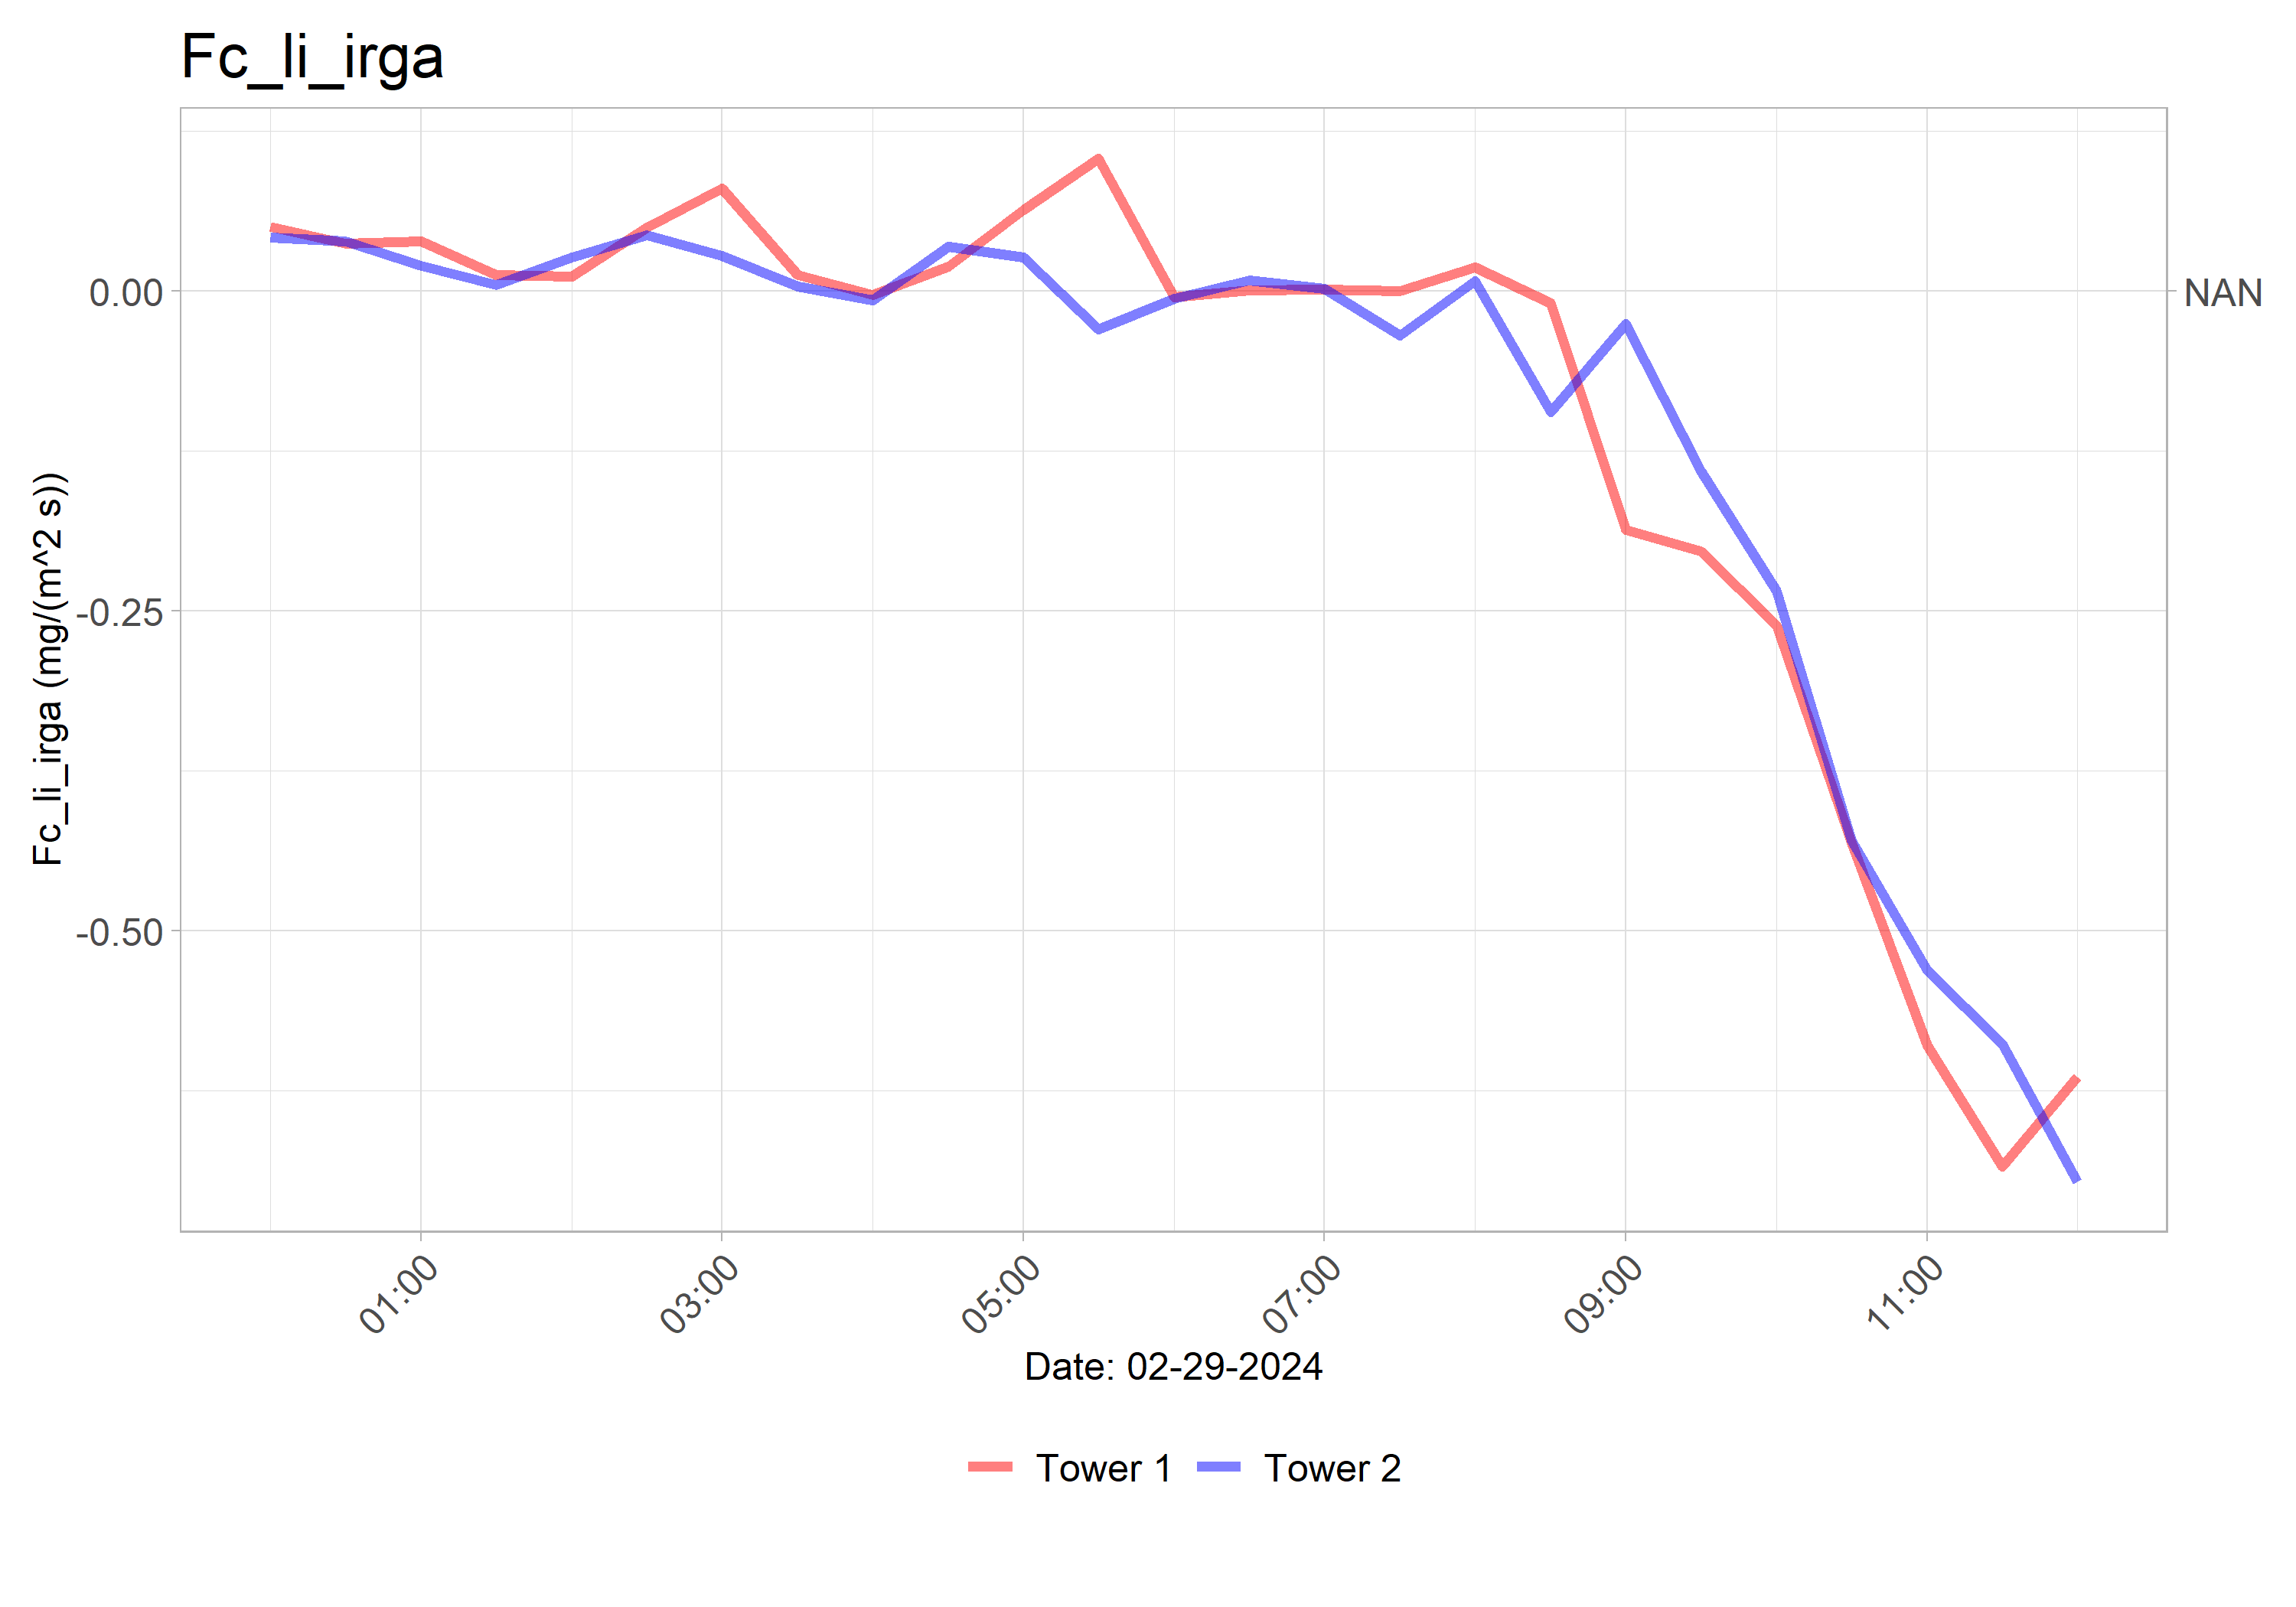 Fc_li_irga
Fc_li_irga (mg/(m^2 s))
0.00
-0.25
-0.50
NAN
01:00
03:00
05:00
07:00
09:00
11:00
Date: 02-29-2024
Tower 1
Tower 2